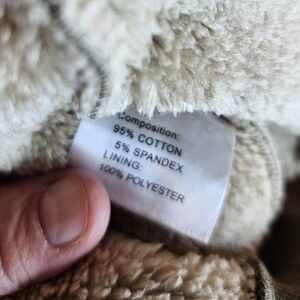 Composition:
95% COTTON
5% SPANDEX
LINING:
100% POLYESTER